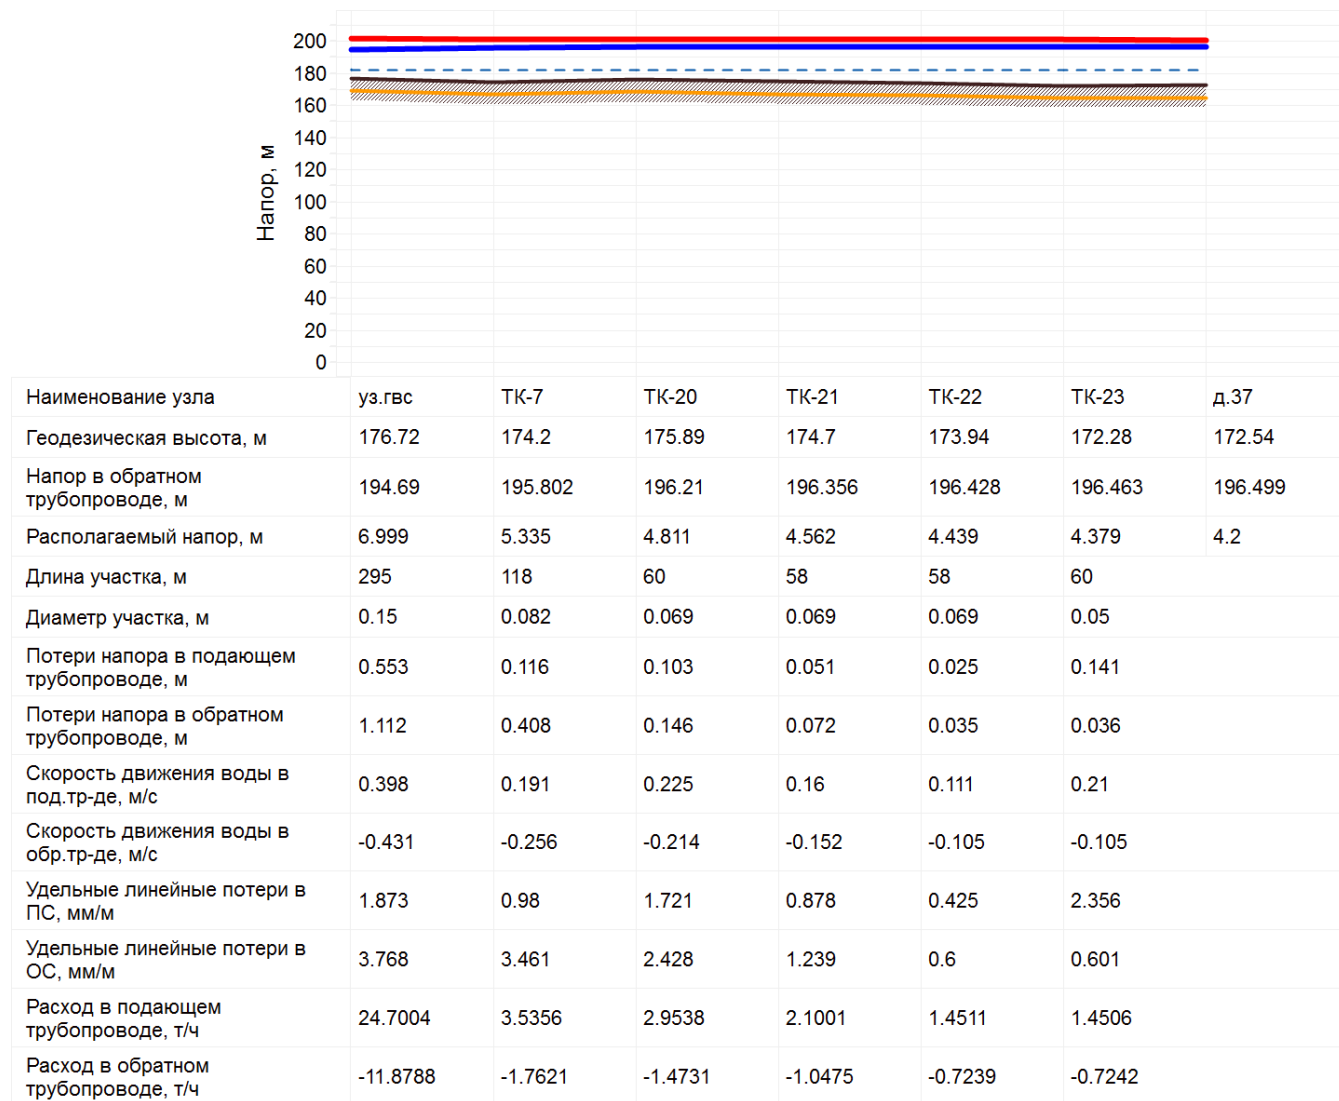 200
180
160
140
120
100
80
60
40
20
0
Напор, м
Наименование узла уз.гвс ТК-7 ТК-20 ТК-21 ТК-22 ТК-23 д.37
Геодезическая высота, м 176.72 174.2 175.89 174.7 173.94 172.28 172.54
Напор в обратном
трубопроводе, м 194.69 195.802 196.21 196.356 196.428 196.463 196.499
Располагаемый напор, м 6.999 5.335 4.811 4.562 4.439 4.379 4.2
Длина участка, м 295 118 60 58 58 60
Диаметр участка, м 0.15 0.082 0.069 0.069 0.069 0.05
Потери напора в подающем
трубопроводе, м 0.553 0.116 0.103 0.051 0.025 0.141
Потери напора в обратном
трубопроводе, м 1.112 0.408 0.146 0.072 0.035 0.036
Скорость движения воды в
под.тр-де, м/с 0.398 0.191 0.225 0.16 0.111 0.21
Скорость движения воды в
обр.тр-де, м/с -0.431 -0.256 -0.214 -0.152 -0.105 -0.105
Удельные линейные потери в
ПС, мм/м 1.873 0.98 1.721 0.878 0.425 2.356
Удельные линейные потери в
ОС, мм/м 3.768 3.461 2.428 1.239 0.6 0.601
Расход в подающем
трубопроводе, т/ч 24.7004 3.5356 2.9538 2.1001 1.4511 1.4506
Расход в обратном
трубопроводе, т/ч -11.8788 -1.7621 -1.4731 -1.0475 -0.7239 -0.7242